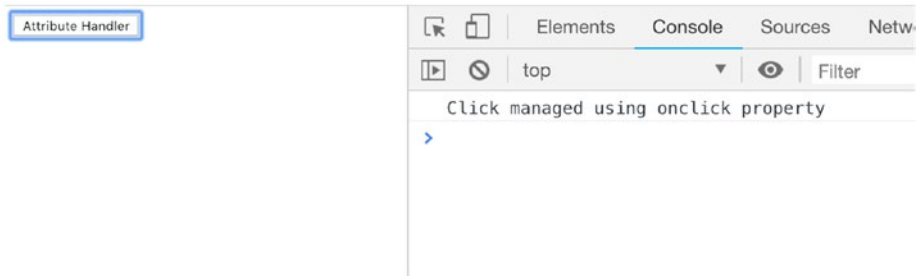 Attribute Handler
Elements Console Sources Netw
top Filter
Click managed using onclick property